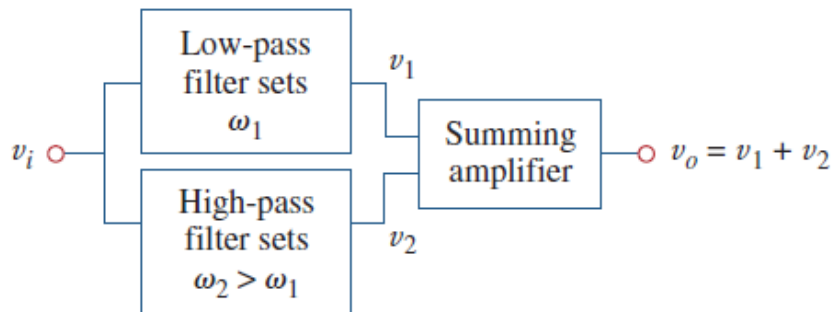 Low-pass
filter sets
ω1
v1
vi
Summing
amplifier
vo = v1 + v2
High-pass
filter sets
ω2 > ω1
v2